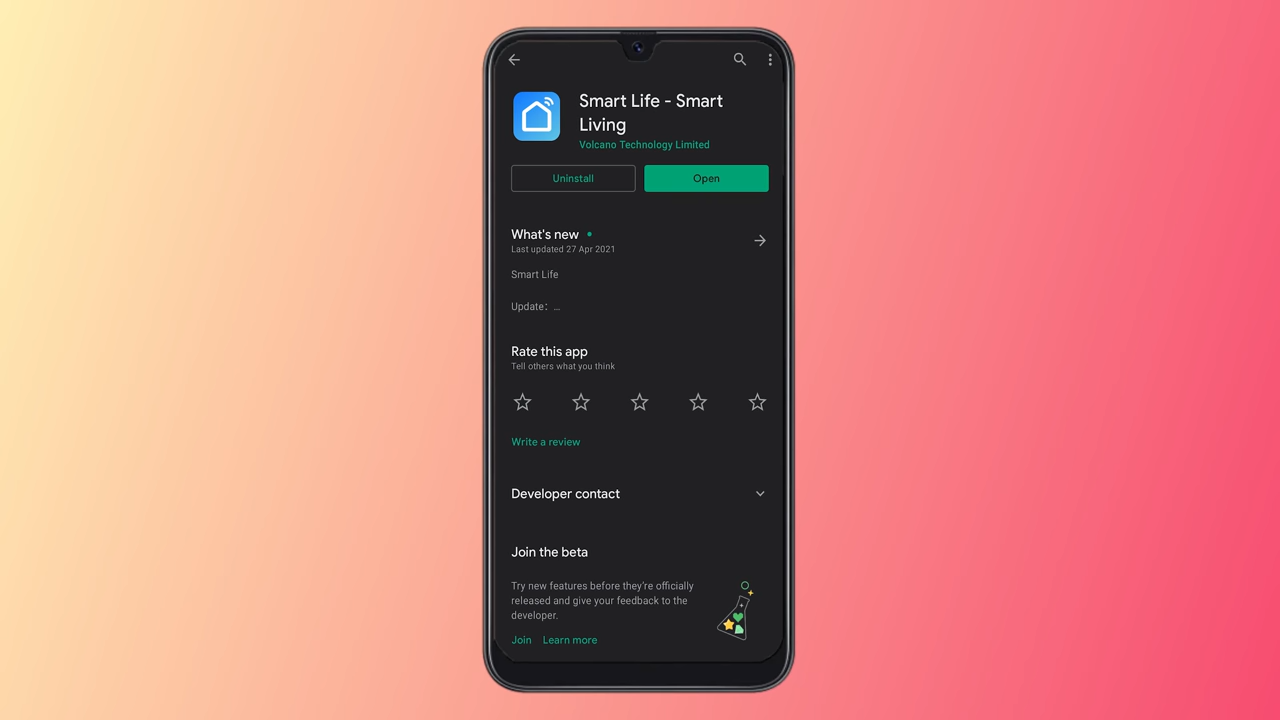 Smart Life - Smart
Living
Volcano Technology Limited
Uninstall
Open
What's new
Last updated 27 Apr 2021
Smart Life
Update: ...
Rate this app
Tell others what you think
Write a review
Developer contact
Join the beta
Try new features before they're officially
released and give your feedback to the
developer.
Join
Learn more